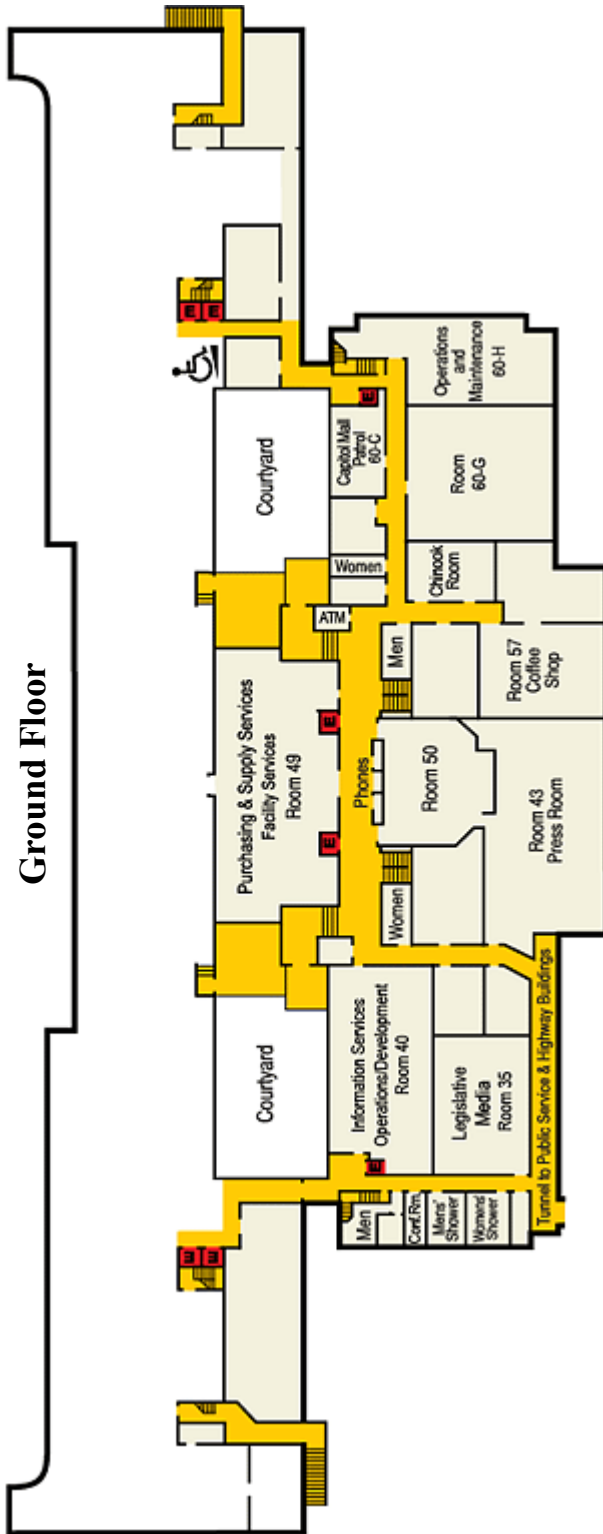 Ground Floor
Courtyard
Information Services
Operations/Development
Room 40
Legislative
Media
Room 35
Men
Conf.Rm.
Mens'
Shower
Womens'
Shower
E
E
E
Tunnel to Public Service & Highway Buildings
Purchasing & Supply Services
Facility Services
Room 49
E
E
Phones
Women
Room 50
Room 43
Press Room
Men
ATM
Women
Room 57
Coffee
Shop
Chinook
Room
Courtyard
Capitol Mall
Patrol
60-C
E
Room
60-G
Operations
and
Maintenance
60-H
E
E